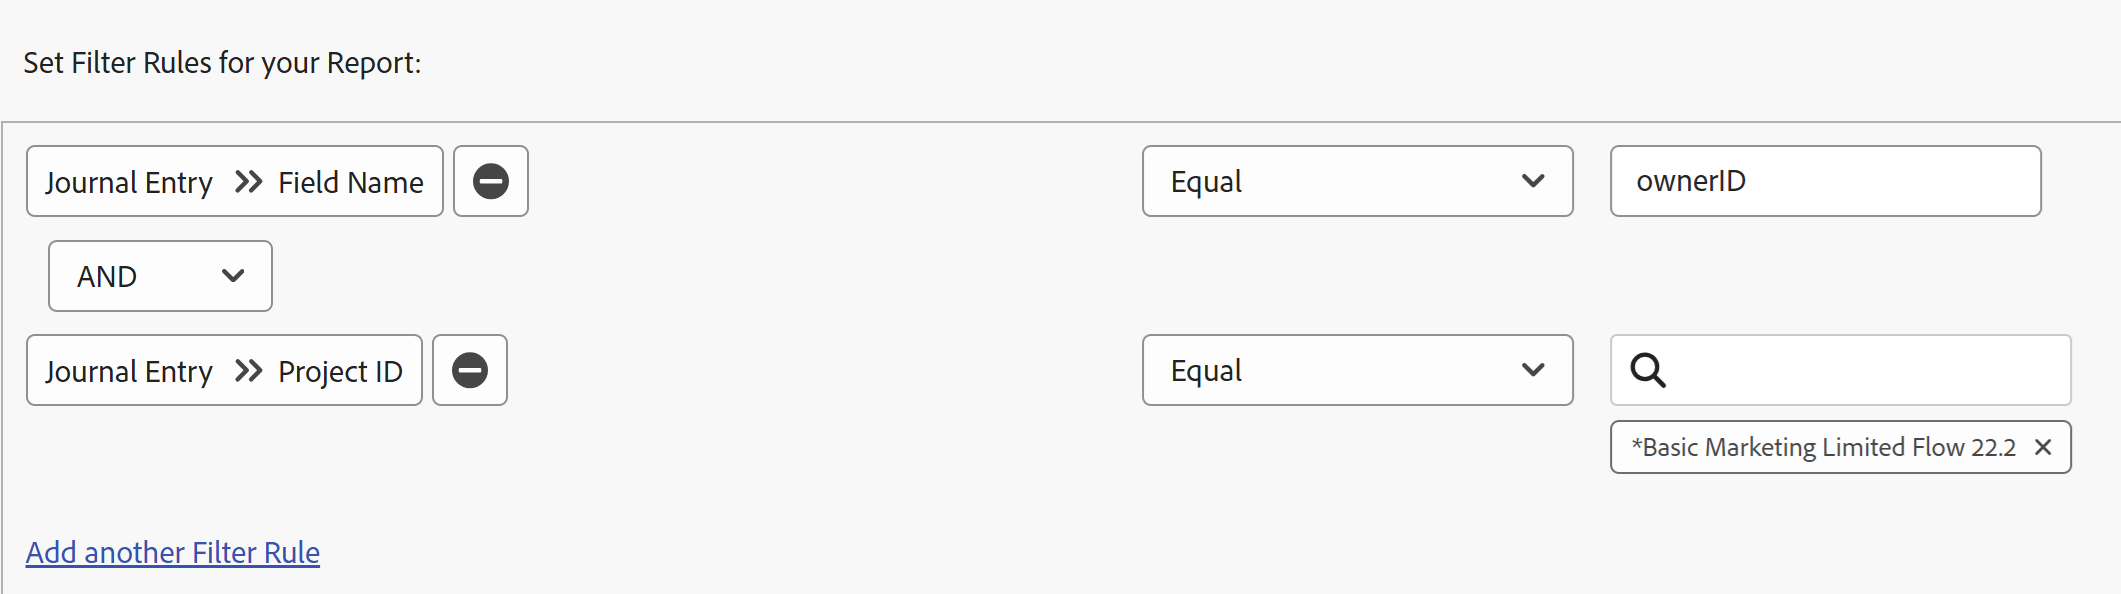 Set Filter Rules for your Report:
Journal Entry >> Field Name Equal ownerID
AND
Journal Entry >> Project ID Equal
*Basic Marketing Limited Flow 22.2
Add another Filter Rule